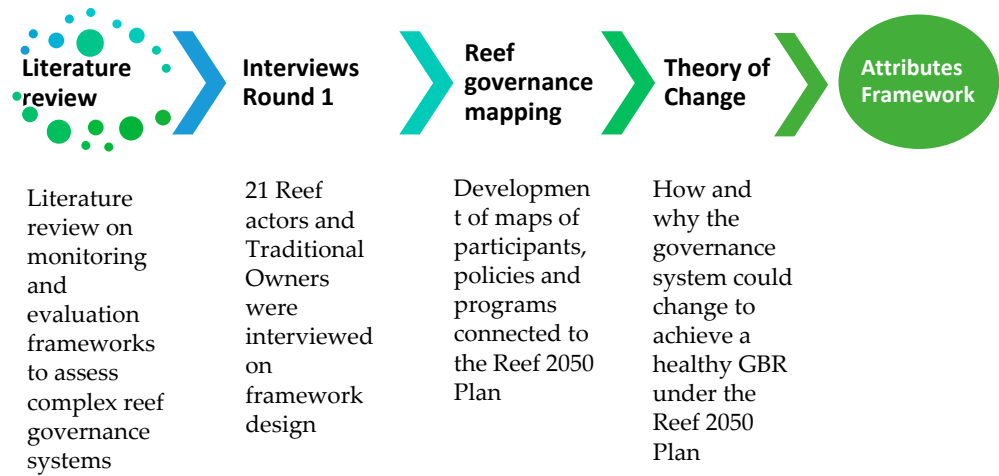 Literature
review
Interviews
Round 1
Reef
governance
mapping
Theory of
Change
Attributes
Framework
Literature
review on
monitoring
and
evaluation
frameworks
to assess
complex reef
governance
systems
21 Reef
actors and
Traditional
Owners
were
interviewed
on
framework
design
Developmen
t of maps of
participants,
policies and
programs
connected to
the Reef 2050
Plan
How and
why the
governance
system could
change to
achieve a
healthy GBR
under the
Reef 2050
Plan